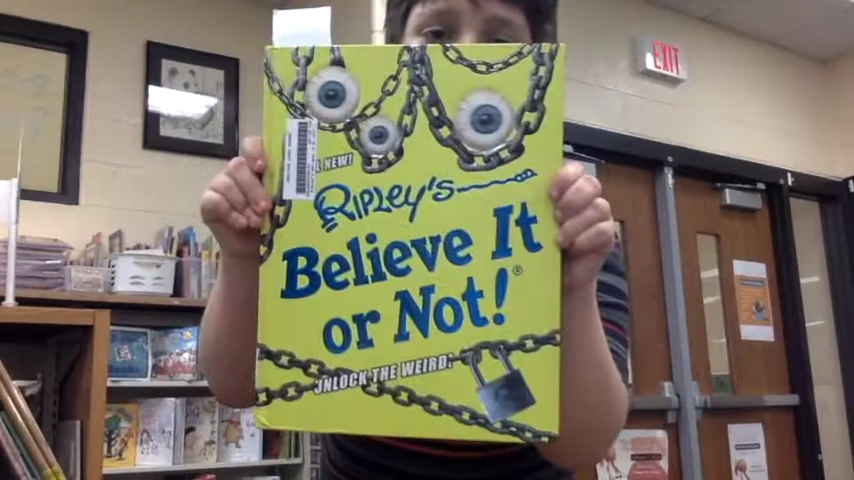 EXIT
NEW!
RIPLEY's
Believe It
or Not!®
UNLOCK THE WEIRD!